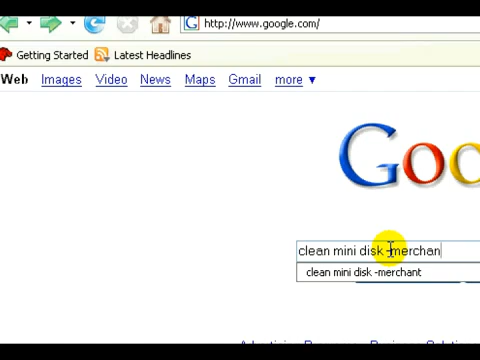 http://www.google.com/
Getting Started Latest Headlines
Web Images Video News Maps Gmail more ▼
Goo
clean mini disk -merchan
clean mini disk -merchant